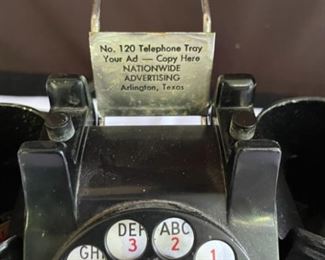 No. 120 Telephone Tray
Your Ad — Copy Here
NATIONWIDE
ADVERTISING
Arlington, Texas
GH
DEF
3
ABC
2
1